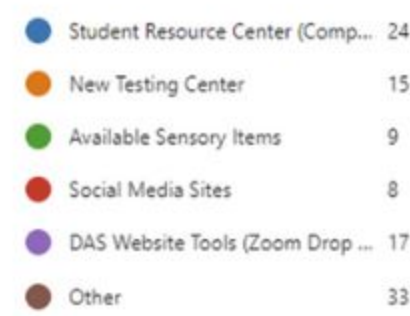 Student Resource Center (Comp... 24
New Testing Center 15
Available Sensory Items 9
Social Media Sites 8
DAS Website Tools (Zoom Drop ... 17
Other 33